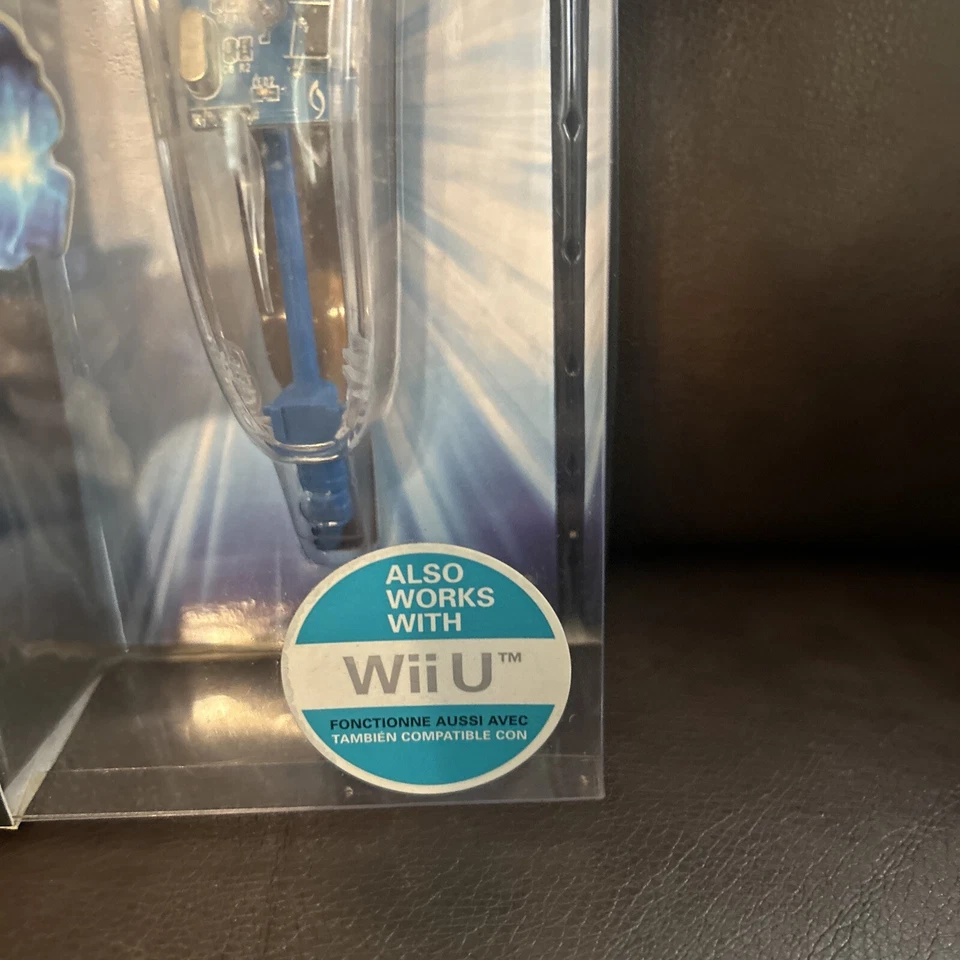 ALSO
WORKS
WITH
Wii U™
FONCTIONNE AUSSI AVEC
TAMBIÉN COMPATIBLE CON